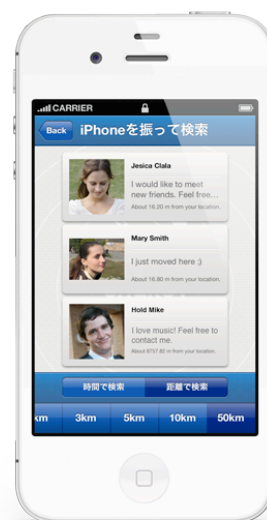 CARRIER
Back
iPhoneを振って検索
Jesica Clala
I would like to meet
new friends. Feel free...
About 16.20 m from your location.
Mary Smith
I just moved here ;)
About 16.80 m from your location.
Hold Mike
I love music! Feel free to
contact me.
About 8757.82 m from your location.
時間で検索 距離で検索
km 3km 5km 10km 50km